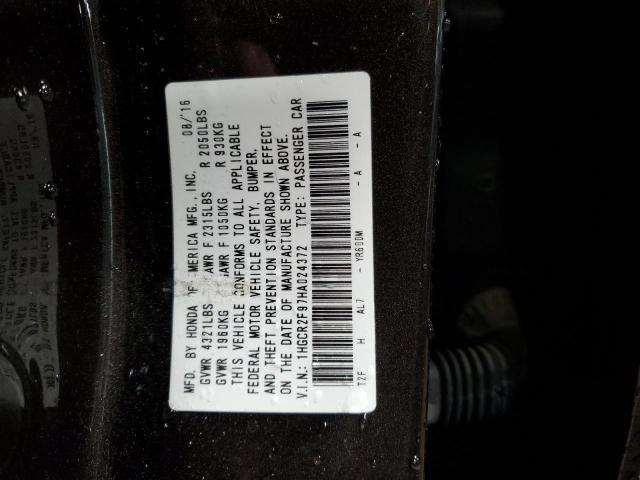 MFD. BY HONDA OF AMERICA MFG., INC. 08/'16
GVWR 4321LBS GAWR F 2315LBS R 2050LBS
GVWR 1960KG GAWR F 1050KG R 930KG
THIS VEHICLE CONFORMS TO ALL APPLICABLE
FEDERAL MOTOR VEHICLE SAFETY, BUMPER,
AND THEFT PREVENTION STANDARDS IN EFFECT
ON THE DATE OF MANUFACTURE SHOWN ABOVE.
V.I.N.: 1HGCR2F97HA024372 TYPE: PASSENGER CAR
T2F H AL7 - YR600M - A - A